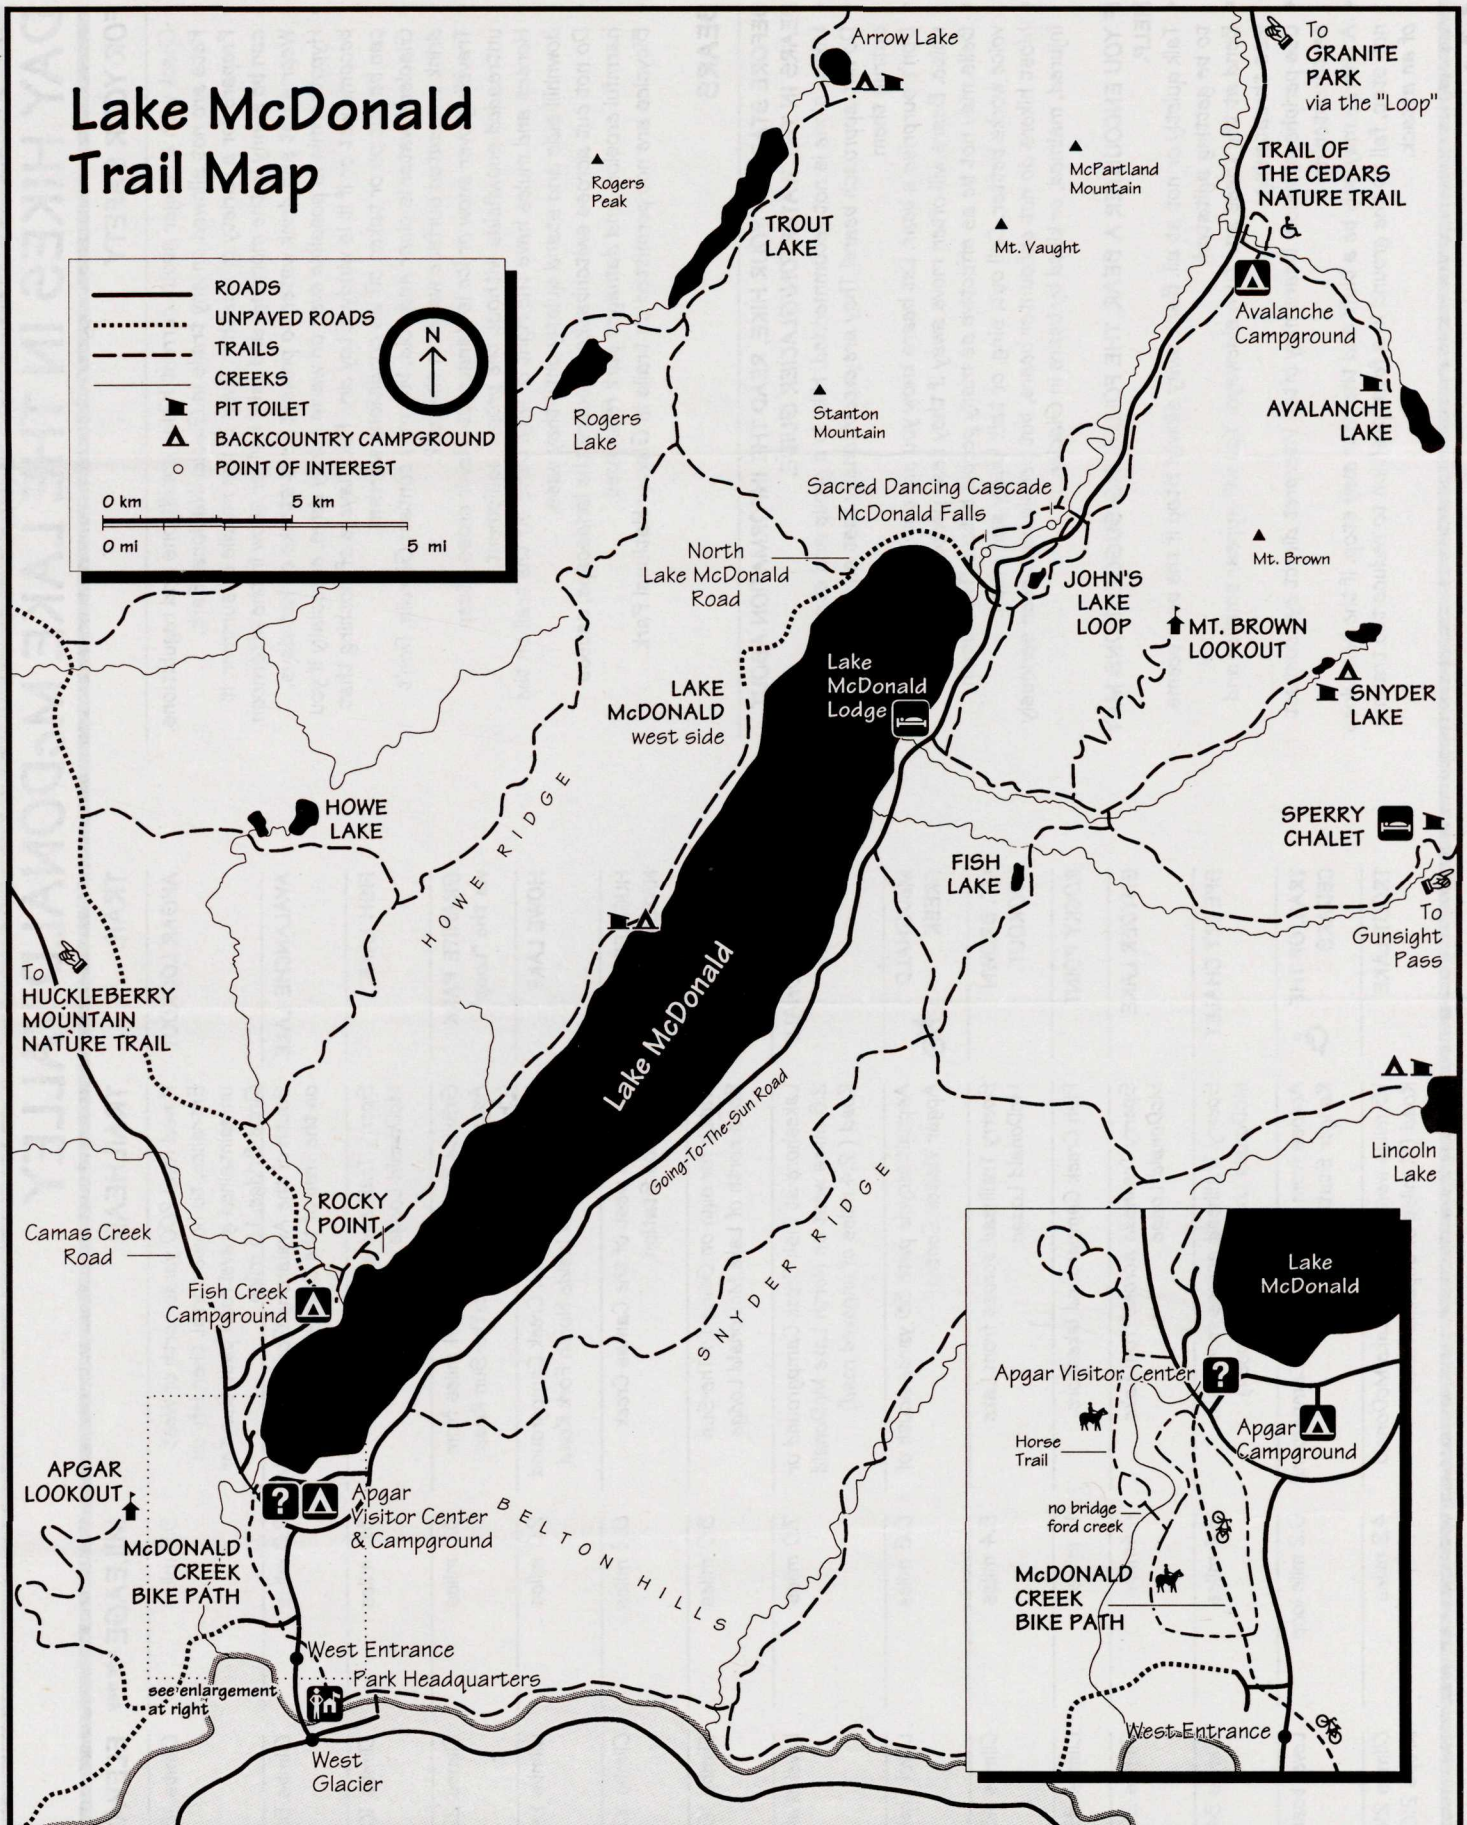 Lake McDonald
Trail Map
ROADS
UNPAVED ROADS
TRAILS
CREEKS
PIT TOILET
BACKCOUNTRY CAMPGROUND
POINT OF INTEREST
N
0 km
5 km
0 mi
5 mi
Arrow Lake
To
GRANITE
PARK
via the "Loop"
TRAIL OF
THE CEDARS
NATURE TRAIL
McPartland
Mountain
Rogers
Peak
TROUT
LAKE
Mt. Vaught
Avalanche
Campground
Rogers
Lake
Stanton
Mountain
AVALANCHE
LAKE
Sacred Dancing Cascade
McDonald Falls
North
Lake McDonald
Road
Mt. Brown
JOHN'S
LAKE
LOOP
MT. BROWN
LOOKOUT
Lake
McDonald
Lodge
LAKE
McDONALD
west side
SNYDER
LAKE
HOWE
LAKE
HOWE RIDGE
SPERRY
CHALET
FISH
LAKE
To
Gunsight
Pass
To
HUCKLEBERRY
MOUNTAIN
NATURE TRAIL
Lake McDonald
Going-To-The-Sun Road
Lincoln
Lake
ROCKY
POINT
Camas Creek
Road
SNYDER RIDGE
Fish Creek
Campground
Lake
McDonald
Apgar Visitor Center
?
Apgar
Campground
Horse
Trail
no bridge
ford creek
McDONALD
CREEK
BIKE PATH
West Entrance
APGAR
LOOKOUT
?
Apgar
Visitor Center
& Campground
BELTON HILLS
McDONALD
CREEK
BIKE PATH
West Entrance
Park Headquarters
see enlargement
at right
West
Glacier